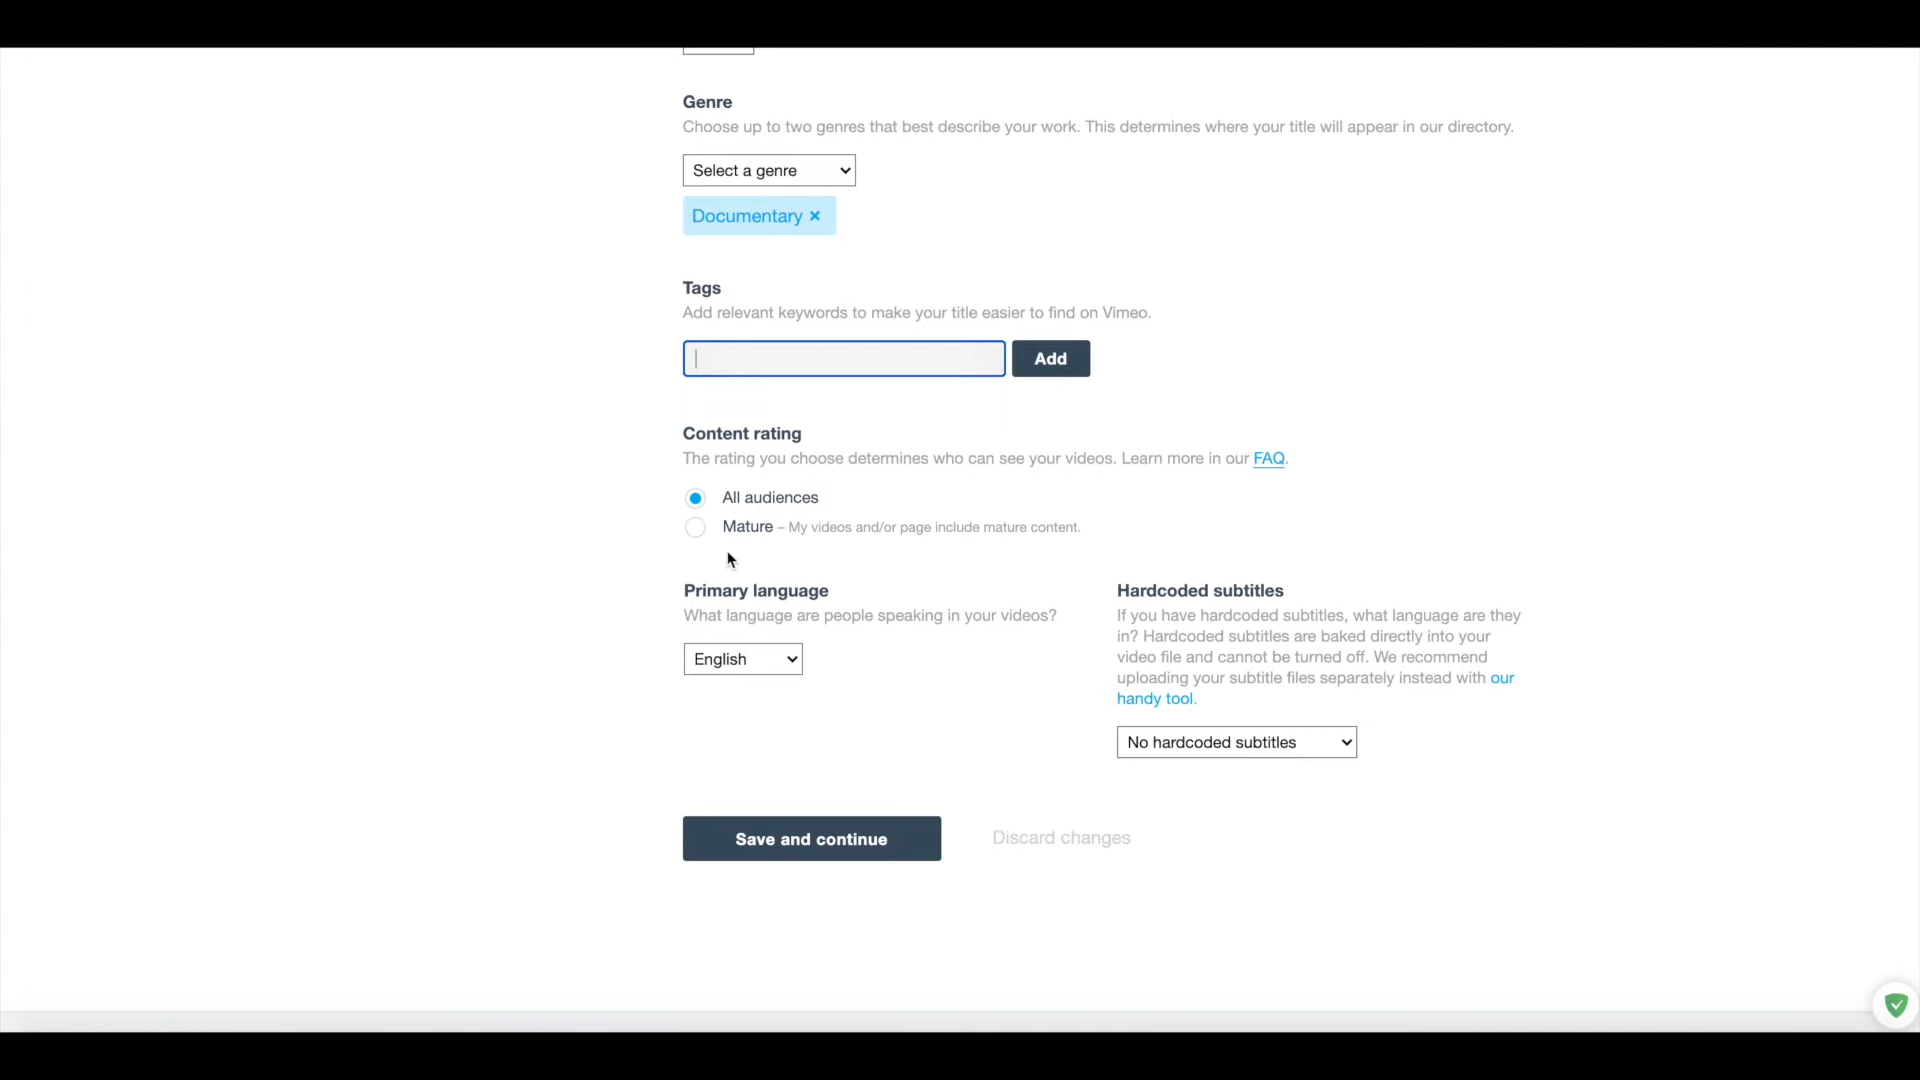 Genre
Choose up to two genres that best describe your work. This determines where your title will appear in our directory.
Select a genre
Documentary ×
Tags
Add relevant keywords to make your title easier to find on Vimeo.
Add
Content rating
The rating you choose determines who can see your videos. Learn more in our FAQ.
All audiences
Mature – My videos and/or page include mature content.
Primary language
What language are people speaking in your videos?
English
Hardcoded subtitles
If you have hardcoded subtitles, what language are they
in? Hardcoded subtitles are baked directly into your
video file and cannot be turned off. We recommend
uploading your subtitle files separately instead with our
handy tool.
No hardcoded subtitles
Save and continue
Discard changes